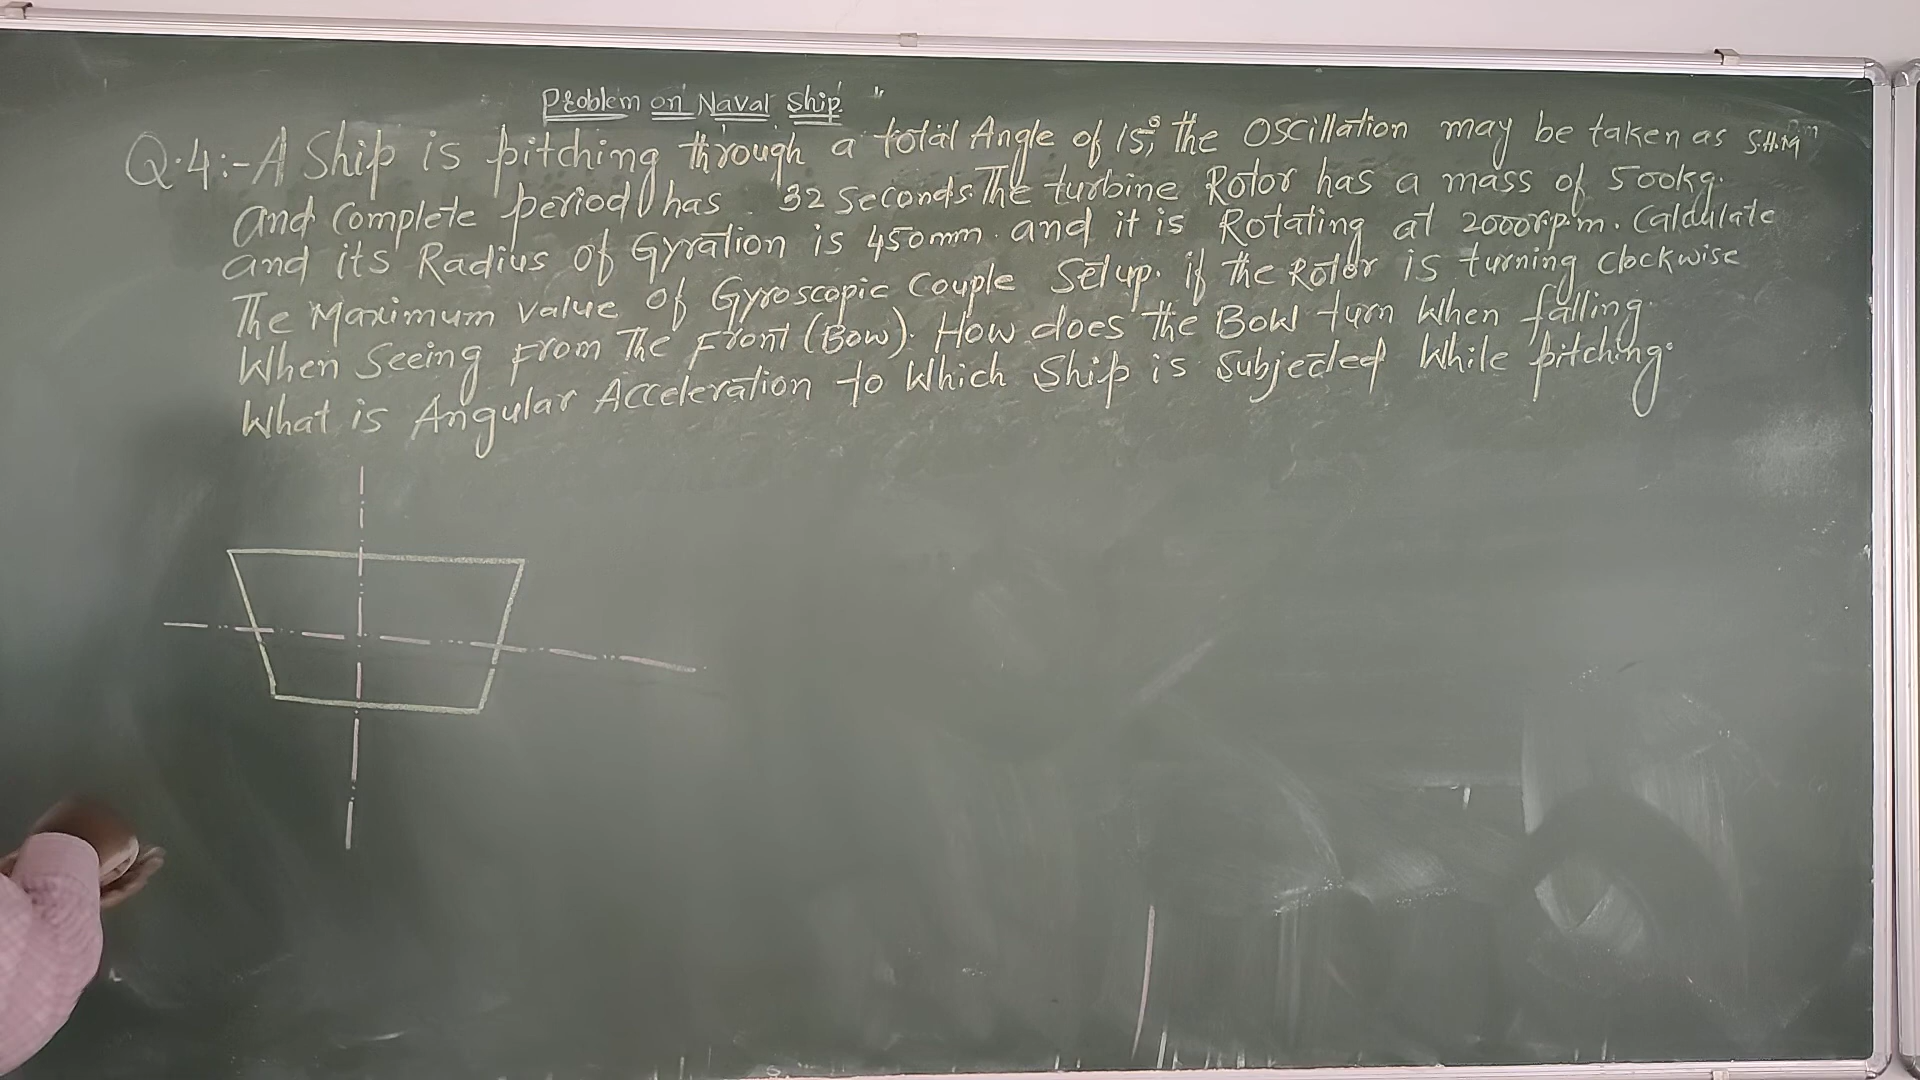 Problem on Naval Ship "
Q.4:- A Ship is pitching through a total Angle of 15°, the Oscillation may be taken as S.H.M
and Complete period has 32 Seconds. The turbine Rotor has a mass of 500kg.
and its Radius of Gyration is 450mm. and it is Rotating at 2000r.p.m. Calculate
The Maximum value of Gyroscopic Couple Setup. if the Rotor is turning clockwise
When Seeing From The Front (Bow). How does the Bow turn When falling.
What is Angular Acceleration to Which Ship is Subjected While pitching.